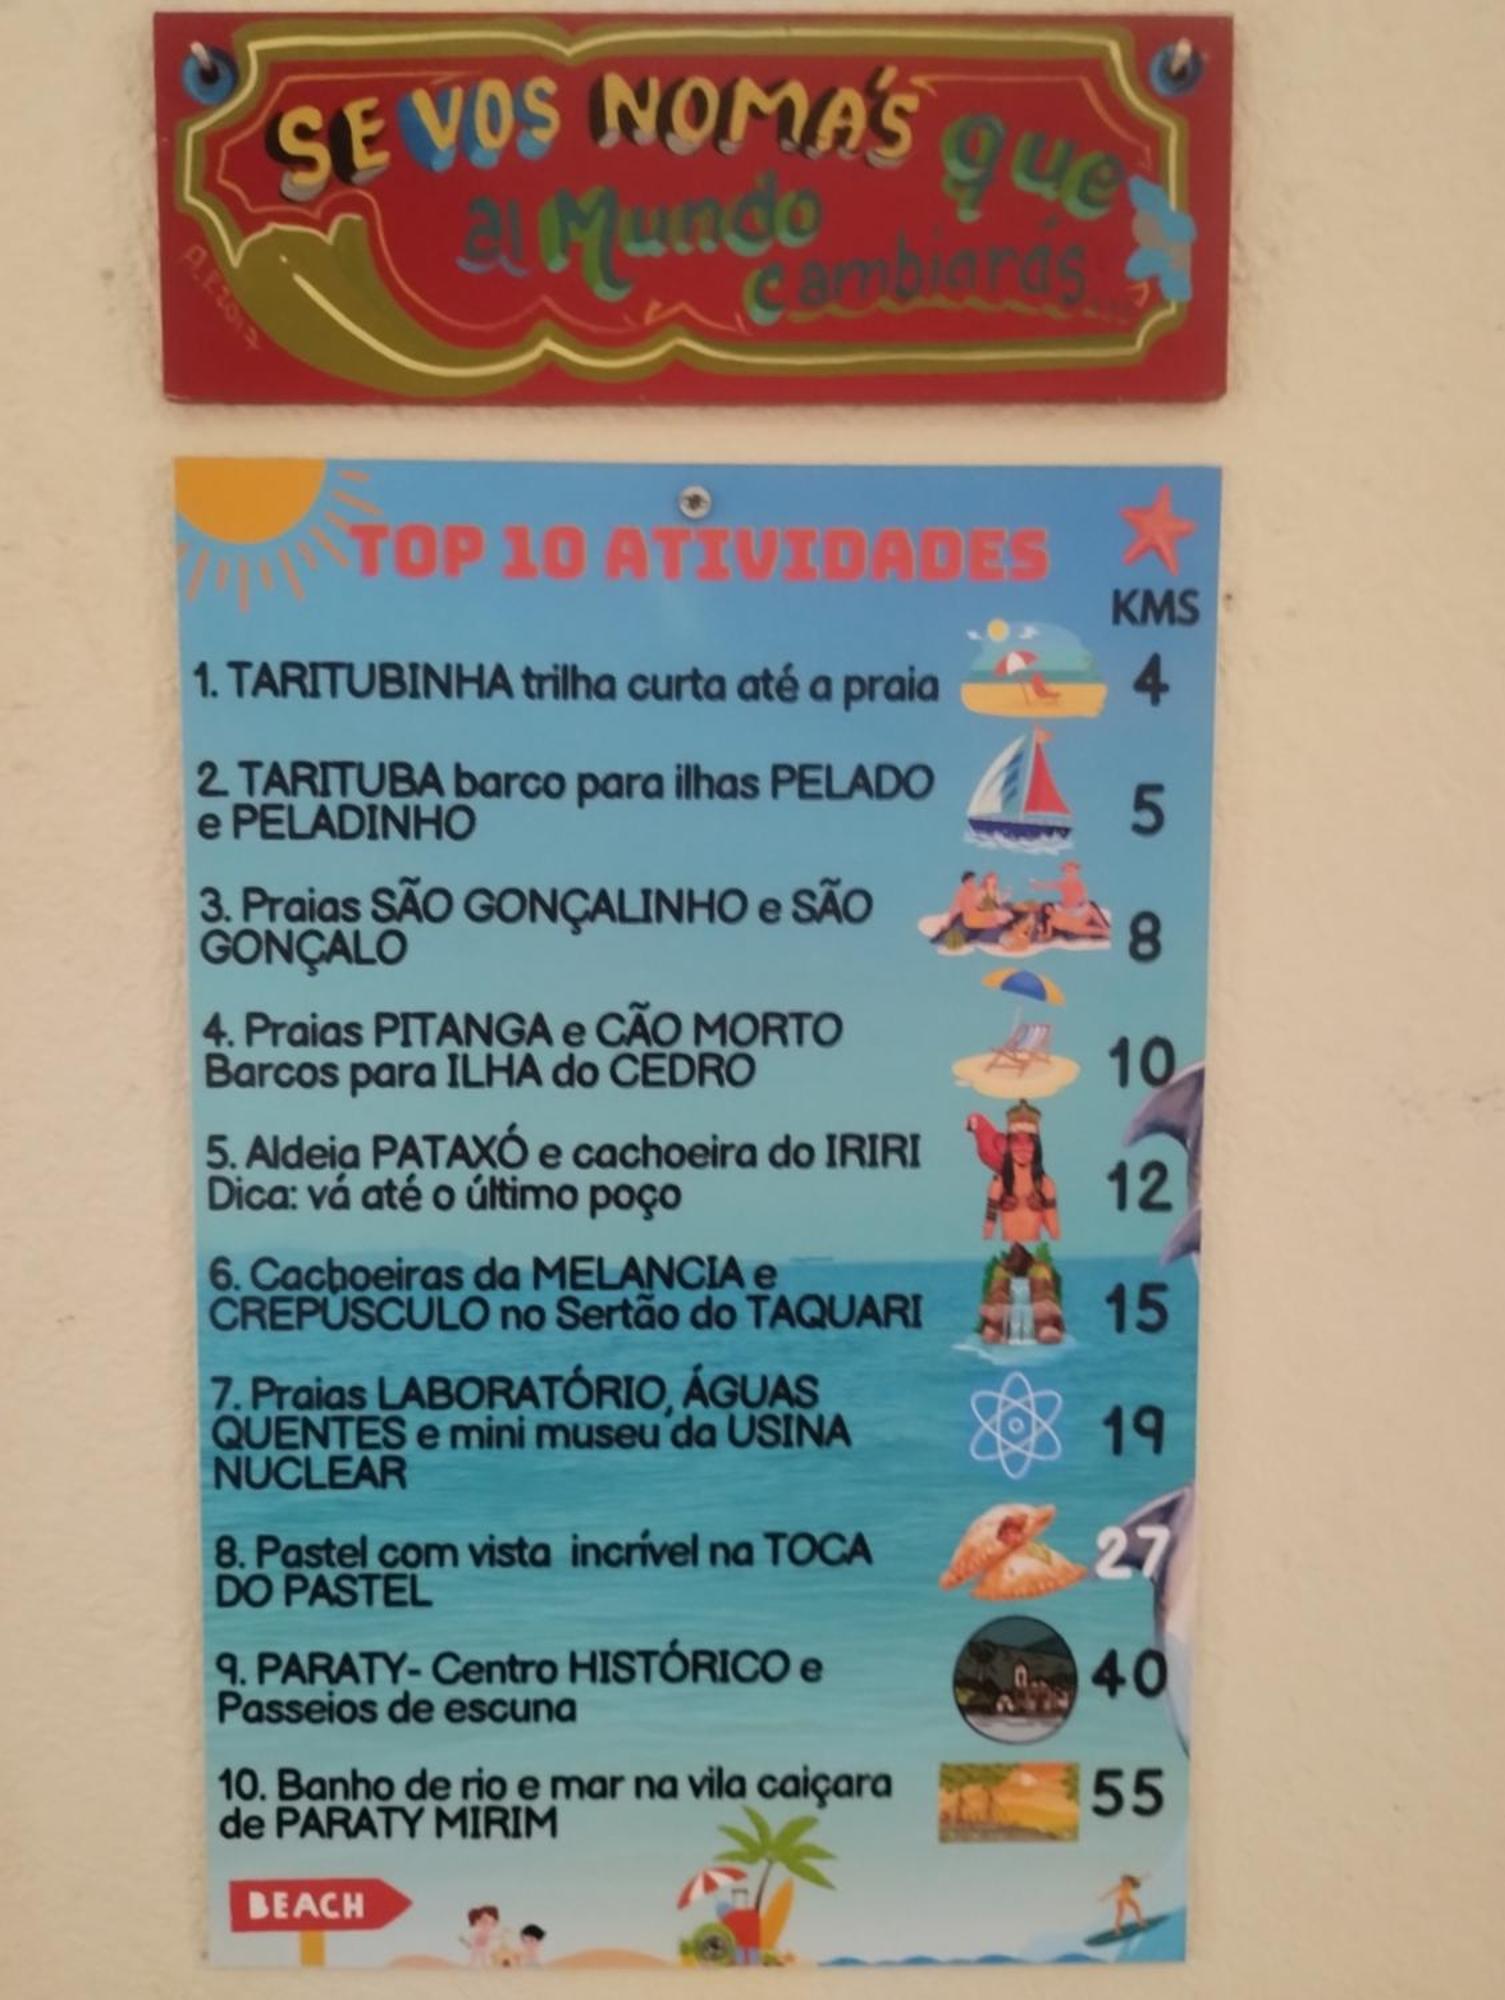 SE VOS NOMÁS que
al Mundo
cambiarás...
TOP 10 ATIVIDADES
KMS
1. TARITUBINHA trilha curta até a praia 4
2. TARITUBA barco para ilhas PELADO
e PELADINHO 5
3. Praias SÃO GONÇALINHO e SÃO
GONÇALO 8
4. Praias PITANGA e CÃO MORTO
Barcos para ILHA do CEDRO 10
5. Aldeia PATAXÓ e cachoeira do IRIRI
Dica: vá até o último poço 12
6. Cachoeiras da MELANCIA e
CREPÚSCULO no Sertão do TAQUARI 15
7. Praias LABORATÓRIO, ÁGUAS
QUENTES e mini museu da USINA 19
NUCLEAR
8. Pastel com vista incrível na TOCA 27
DO PASTEL
9. PARATY- Centro HISTÓRICO e 40
Passeios de escuna
10. Banho de rio e mar na vila caiçara 55
de PARATY MIRIM
BEACH